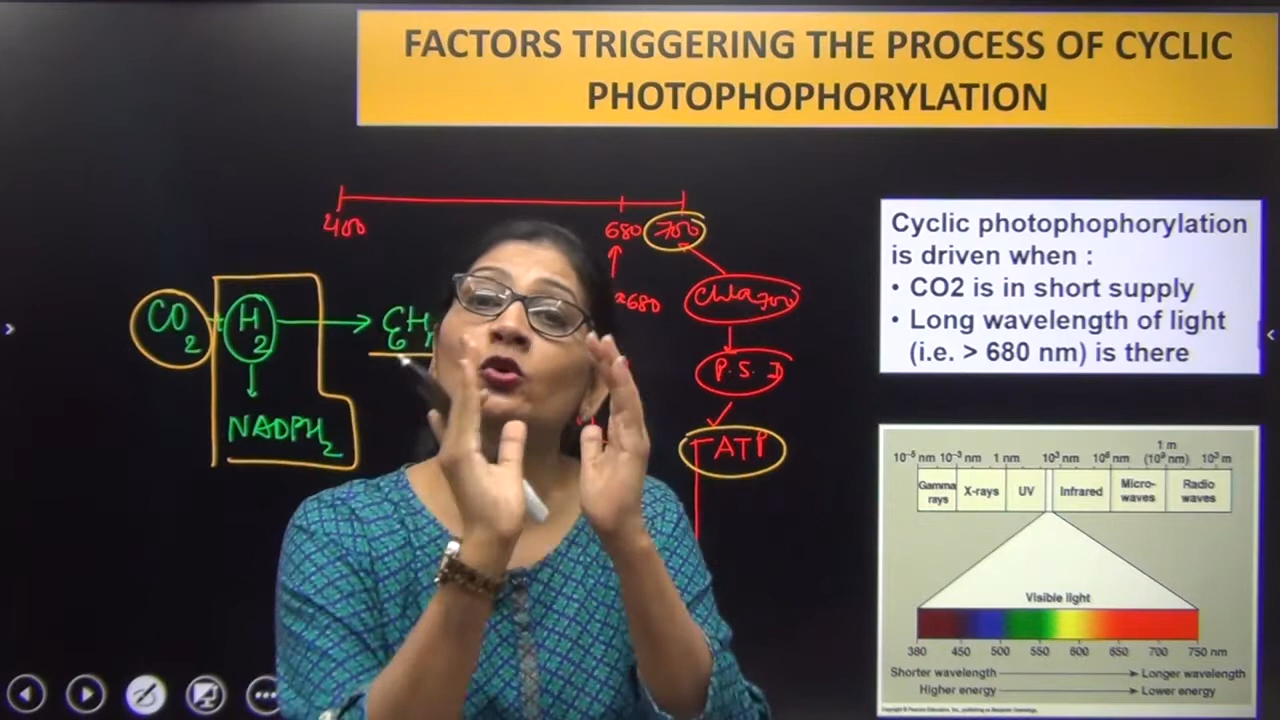 FACTORS TRIGGERING THE PROCESS OF CYCLIC
PHOTOPHOPHORYLATION
400
680
700
>680
Chla 700
P.S. I
ATP
CO2 + H2
NADPH2
Cyclic photophophorylation
is driven when :
• CO2 is in short supply
• Long wavelength of light
(i.e. > 680 nm) is there
1 m
10⁻⁵ nm 10⁻³ nm 1 nm 10³ nm 10⁶ nm (10⁹ nm) 10³ m
Gamma rays X-rays UV Infrared Micro-waves Radio waves
Visible light
380 450 500 550 600 650 700 750 nm
Shorter wavelength Longer wavelength
Higher energy Lower energy